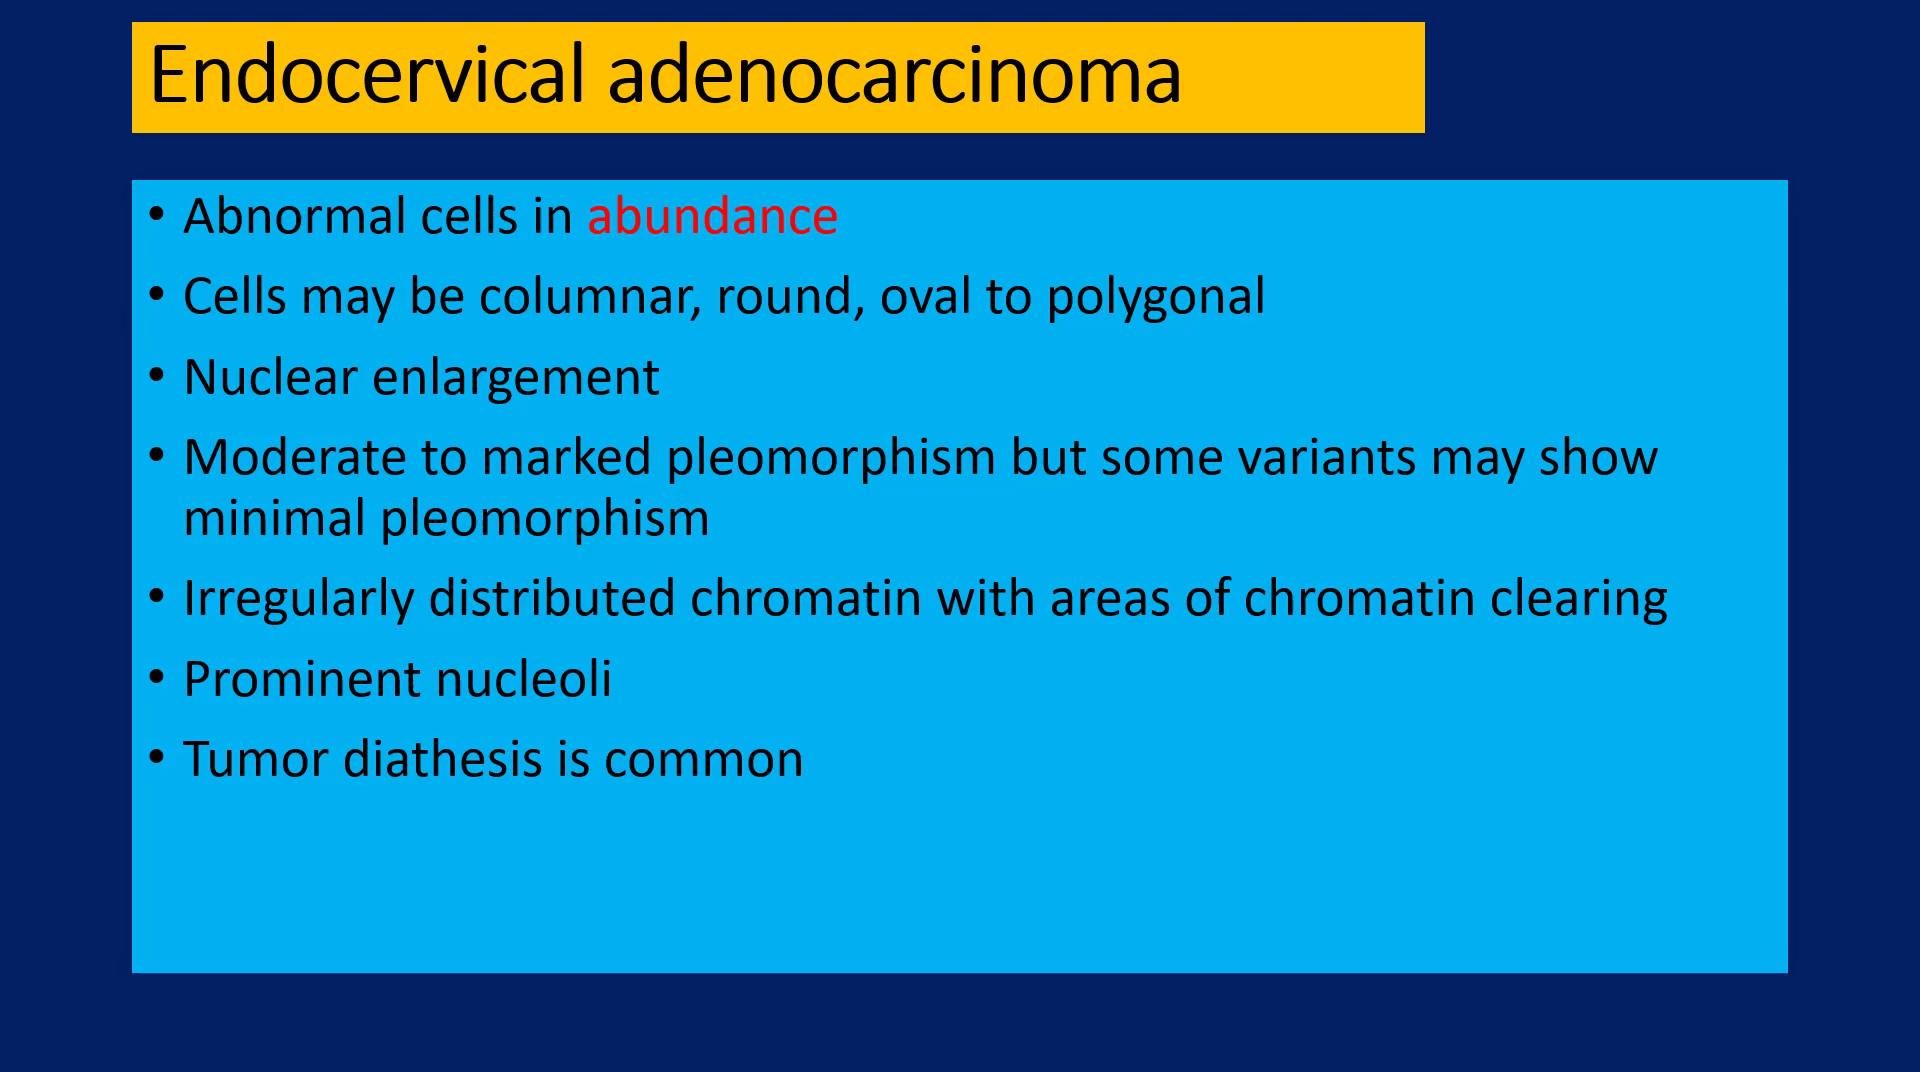 Endocervical adenocarcinoma
• Abnormal cells in abundance
• Cells may be columnar, round, oval to polygonal
• Nuclear enlargement
• Moderate to marked pleomorphism but some variants may show
minimal pleomorphism
• Irregularly distributed chromatin with areas of chromatin clearing
• Prominent nucleoli
• Tumor diathesis is common